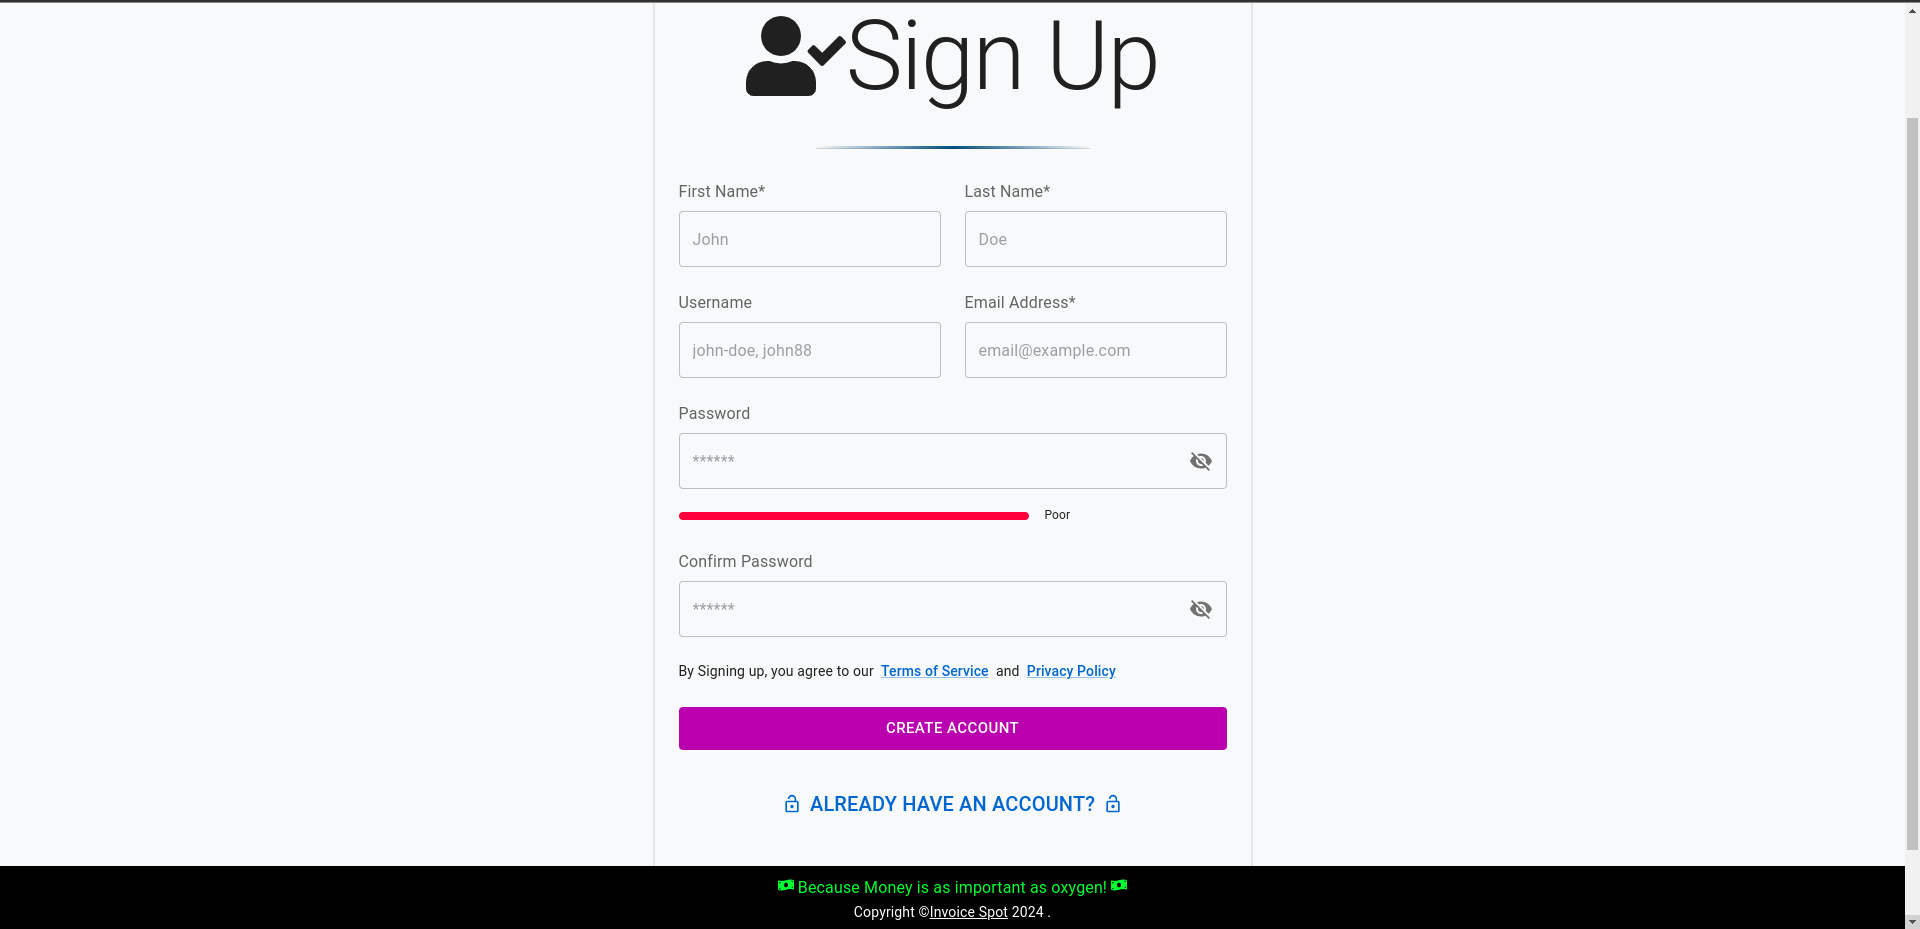 Sign Up
First Name* Last Name*
John Doe
Username Email Address*
john-doe, john88 email@example.com
Password
******
Poor
Confirm Password
******
By Signing up, you agree to our Terms of Service and Privacy Policy
CREATE ACCOUNT
ALREADY HAVE AN ACCOUNT?
Because Money is as important as oxygen!
Copyright ©Invoice Spot 2024 .